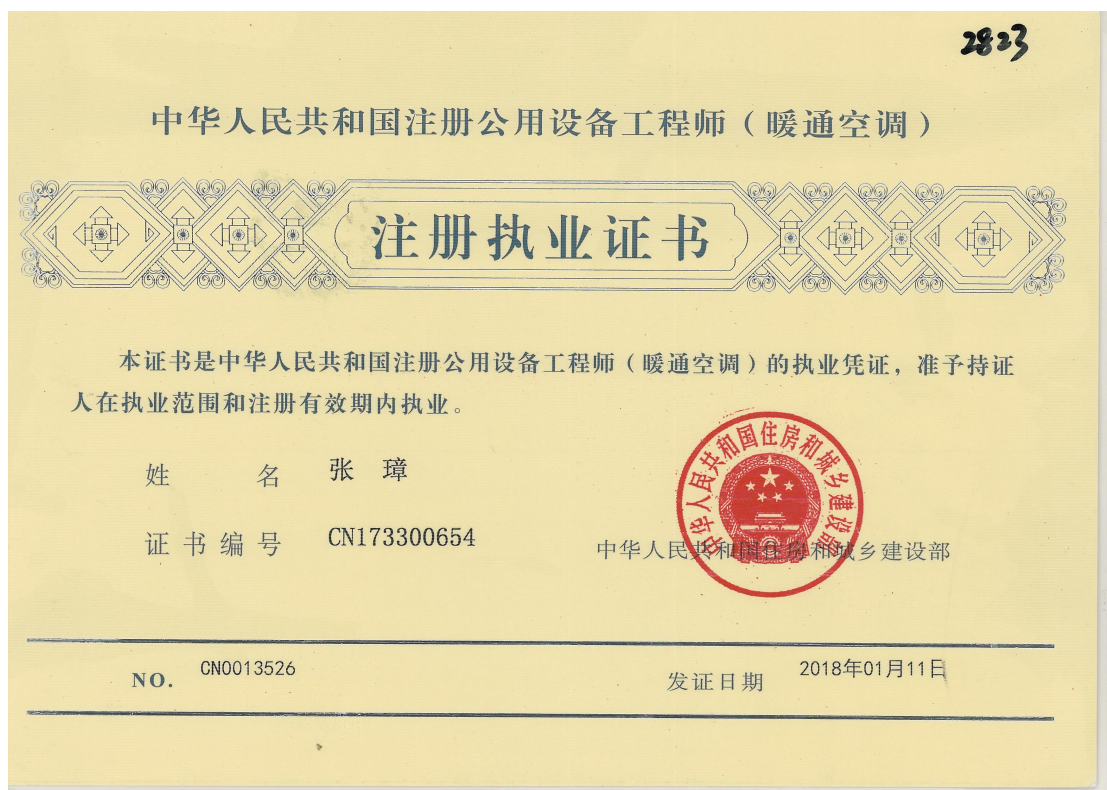 2823
中华人民共和国注册公用设备工程师（暖通空调）
注册执业证书
本证书是中华人民共和国注册公用设备工程师（暖通空调）的执业凭证，准予持证
人在执业范围和注册有效期内执业。
姓 名 张 璋
证书编号 CN173300654
中华人民共和国住房和城乡建设部
中华人民共和国住房和城乡建设部
NO. CN0013526 发证日期 2018年01月11日